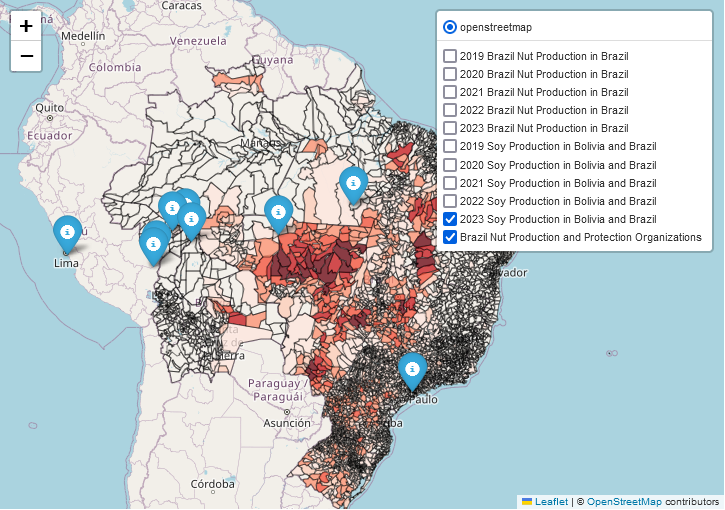 +
−
Caracas
Medellín
Venezuela
Guyana
Colombia
Quito
Ecuador
Manaus
Lima
Paraguay /
Paraguái
Asunción
Paulo
Córdoba
openstreetmap
2019 Brazil Nut Production in Brazil
2020 Brazil Nut Production in Brazil
2021 Brazil Nut Production in Brazil
2022 Brazil Nut Production in Brazil
2023 Brazil Nut Production in Brazil
2019 Soy Production in Bolivia and Brazil
2020 Soy Production in Bolivia and Brazil
2021 Soy Production in Bolivia and Brazil
2022 Soy Production in Bolivia and Brazil
2023 Soy Production in Bolivia and Brazil
Brazil Nut Production and Protection Organizations
Leaflet | © OpenStreetMap contributors